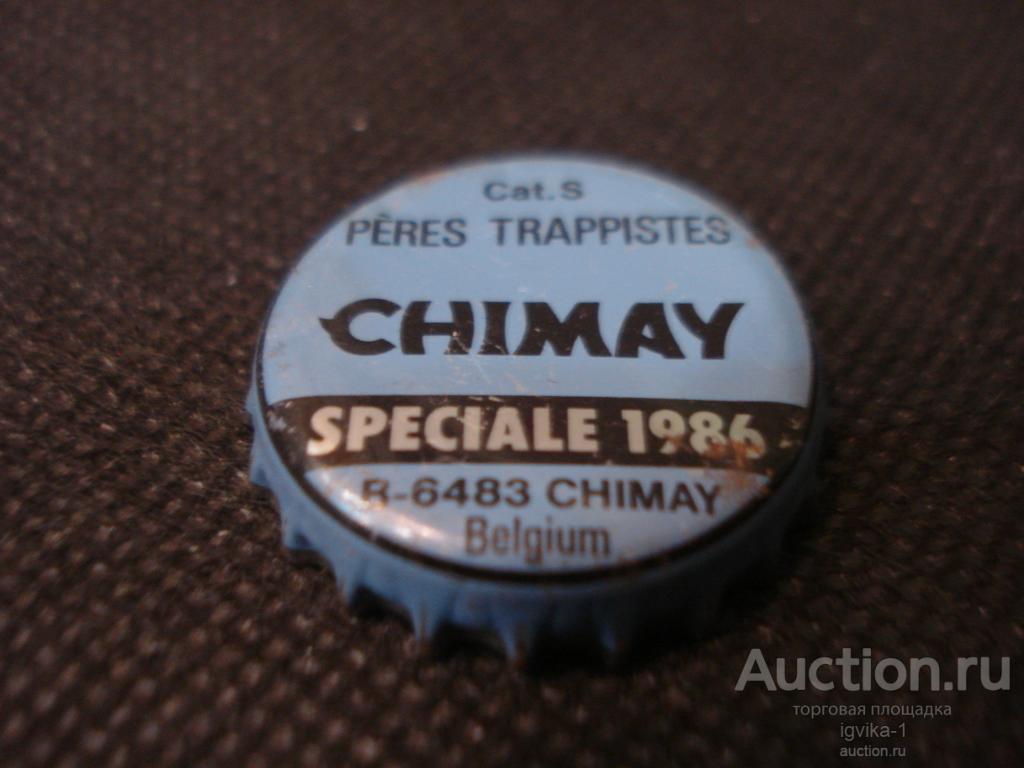 Cat. S
PÈRES TRAPPISTES
CHIMAY
SPECIALE 1986
B-6483 CHIMAY
Belgium
Auction.ru
торговая площадка
igvika-1
auction.ru